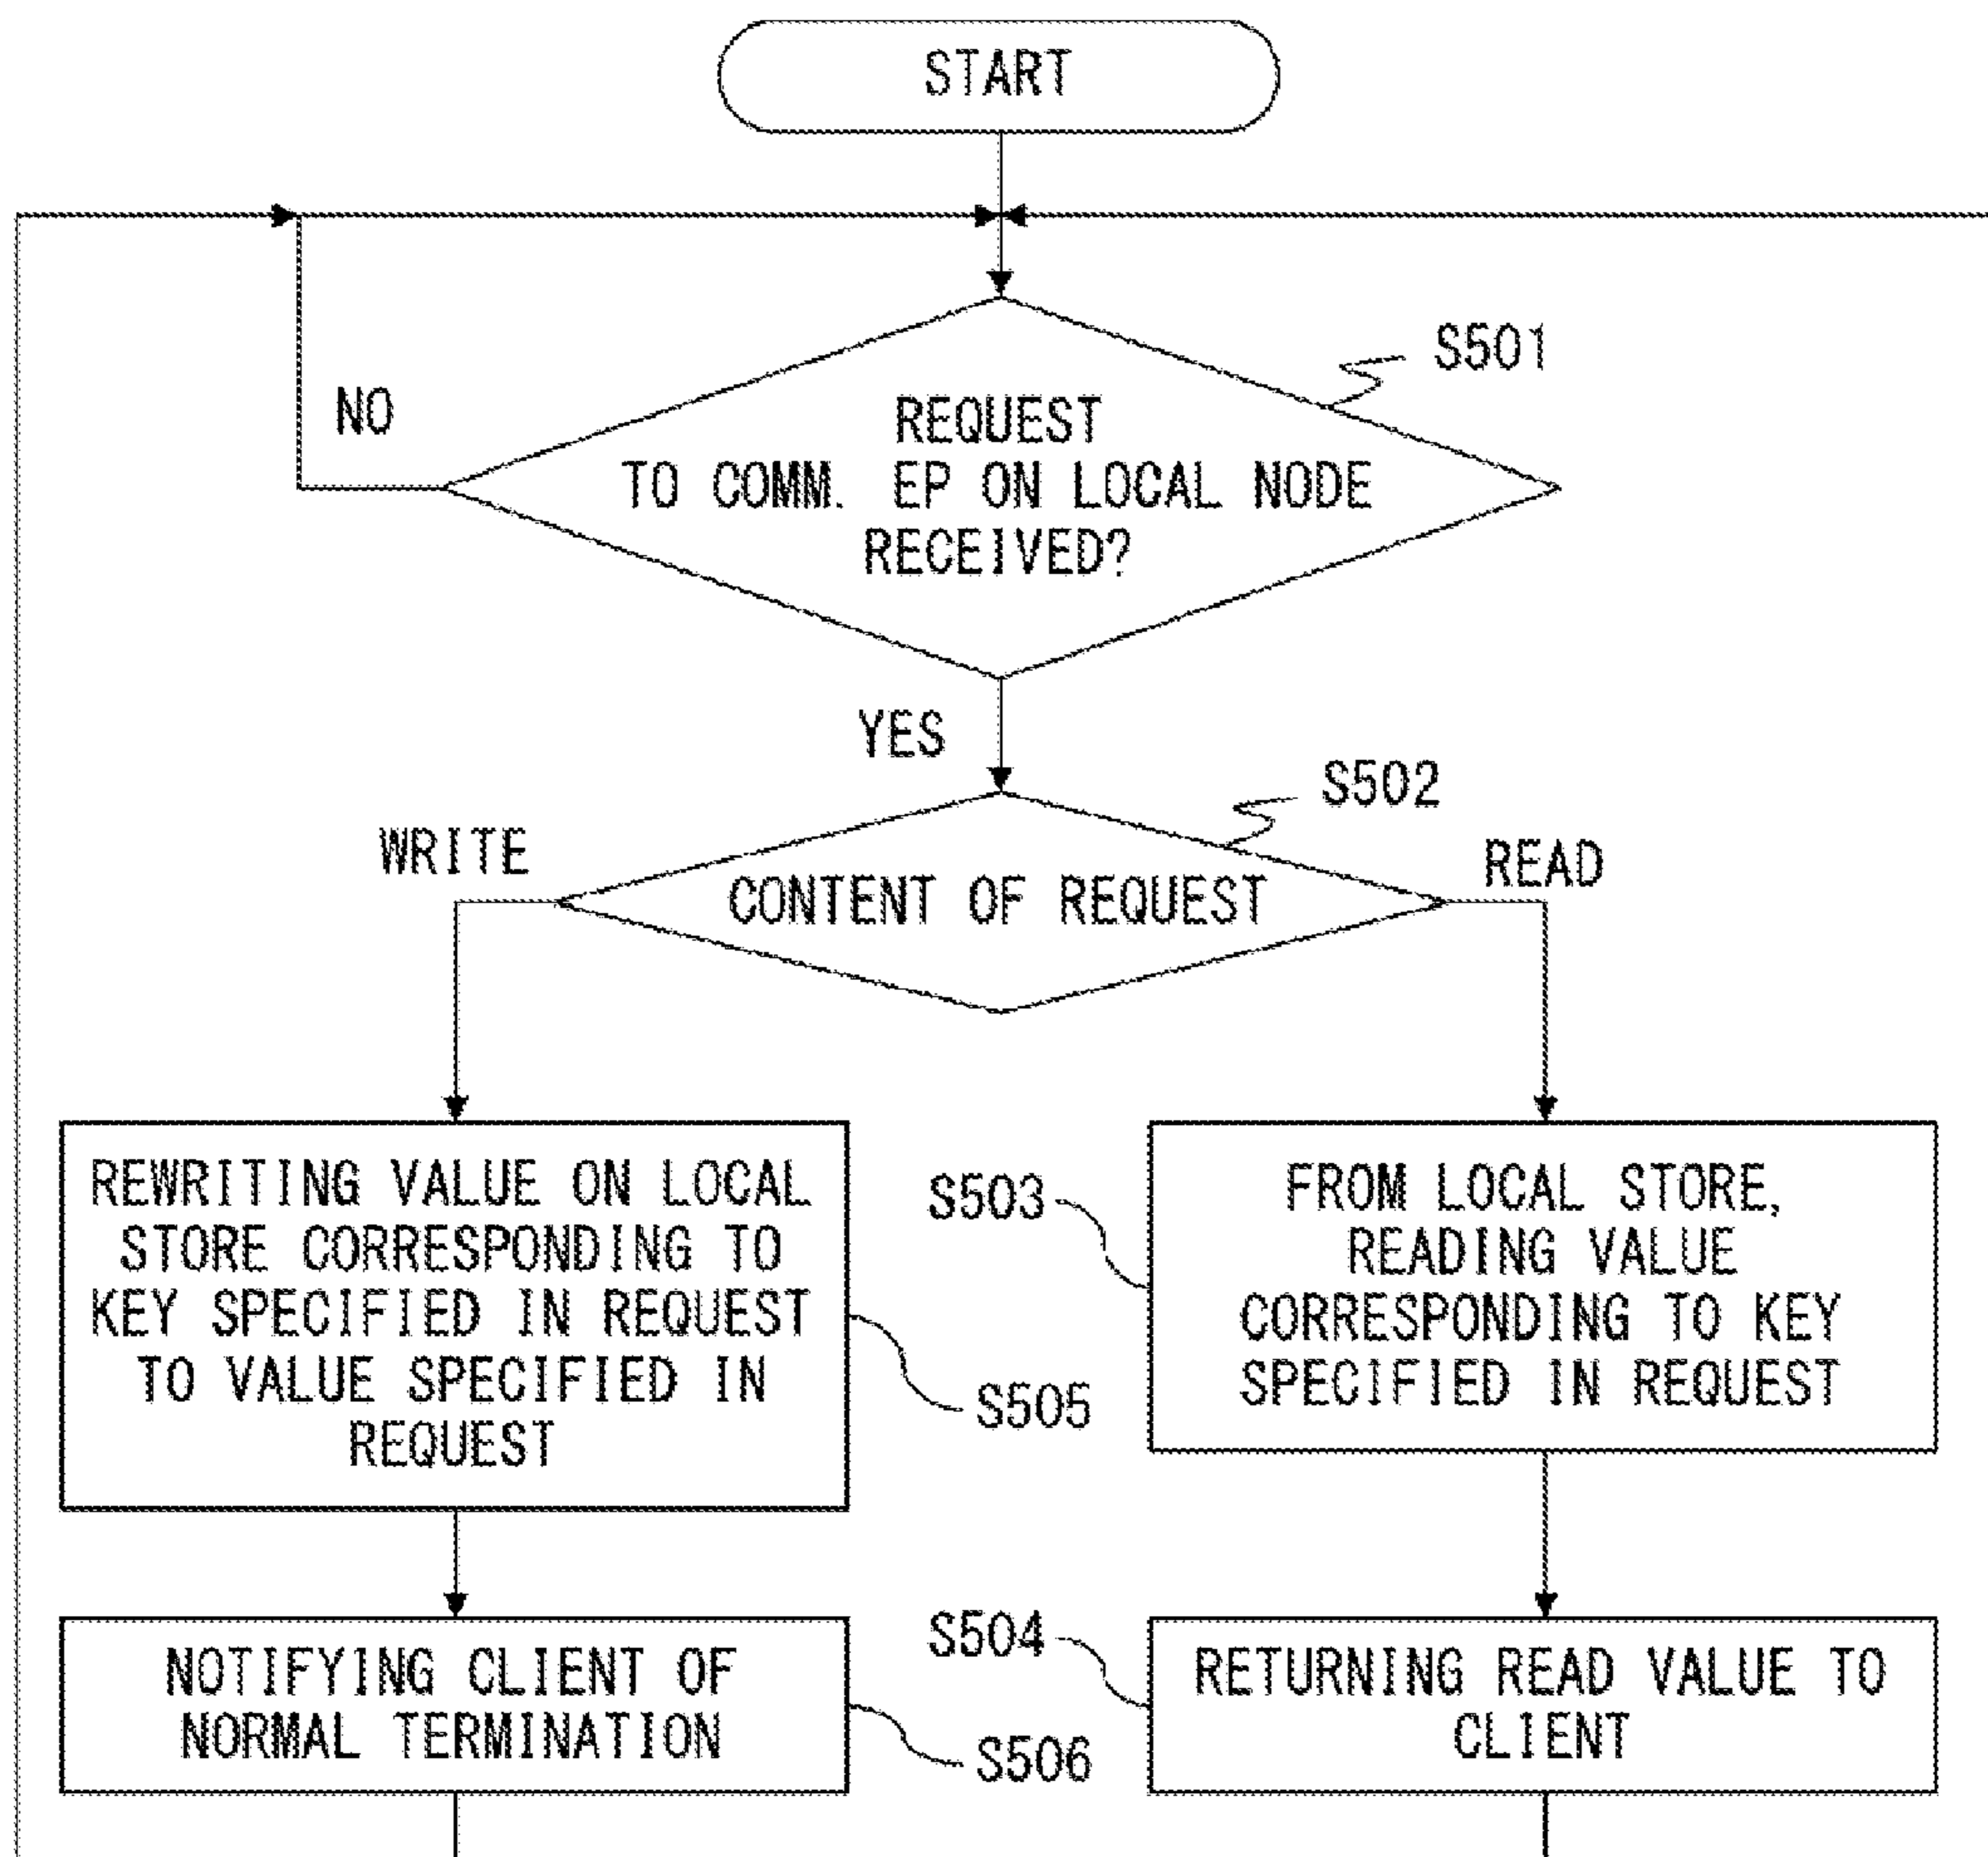 START
S501
NO
REQUEST
TO COMM. EP ON LOCAL NODE
RECEIVED?
YES
S502
WRITE
READ
CONTENT OF REQUEST
REWRITING VALUE ON LOCAL
STORE CORRESPONDING TO
KEY SPECIFIED IN REQUEST
TO VALUE SPECIFIED IN
REQUEST
S505
S503
FROM LOCAL STORE,
READING VALUE
CORRESPONDING TO KEY
SPECIFIED IN REQUEST
NOTIFYING CLIENT OF
NORMAL TERMINATION
S506
S504
RETURNING READ VALUE TO
CLIENT